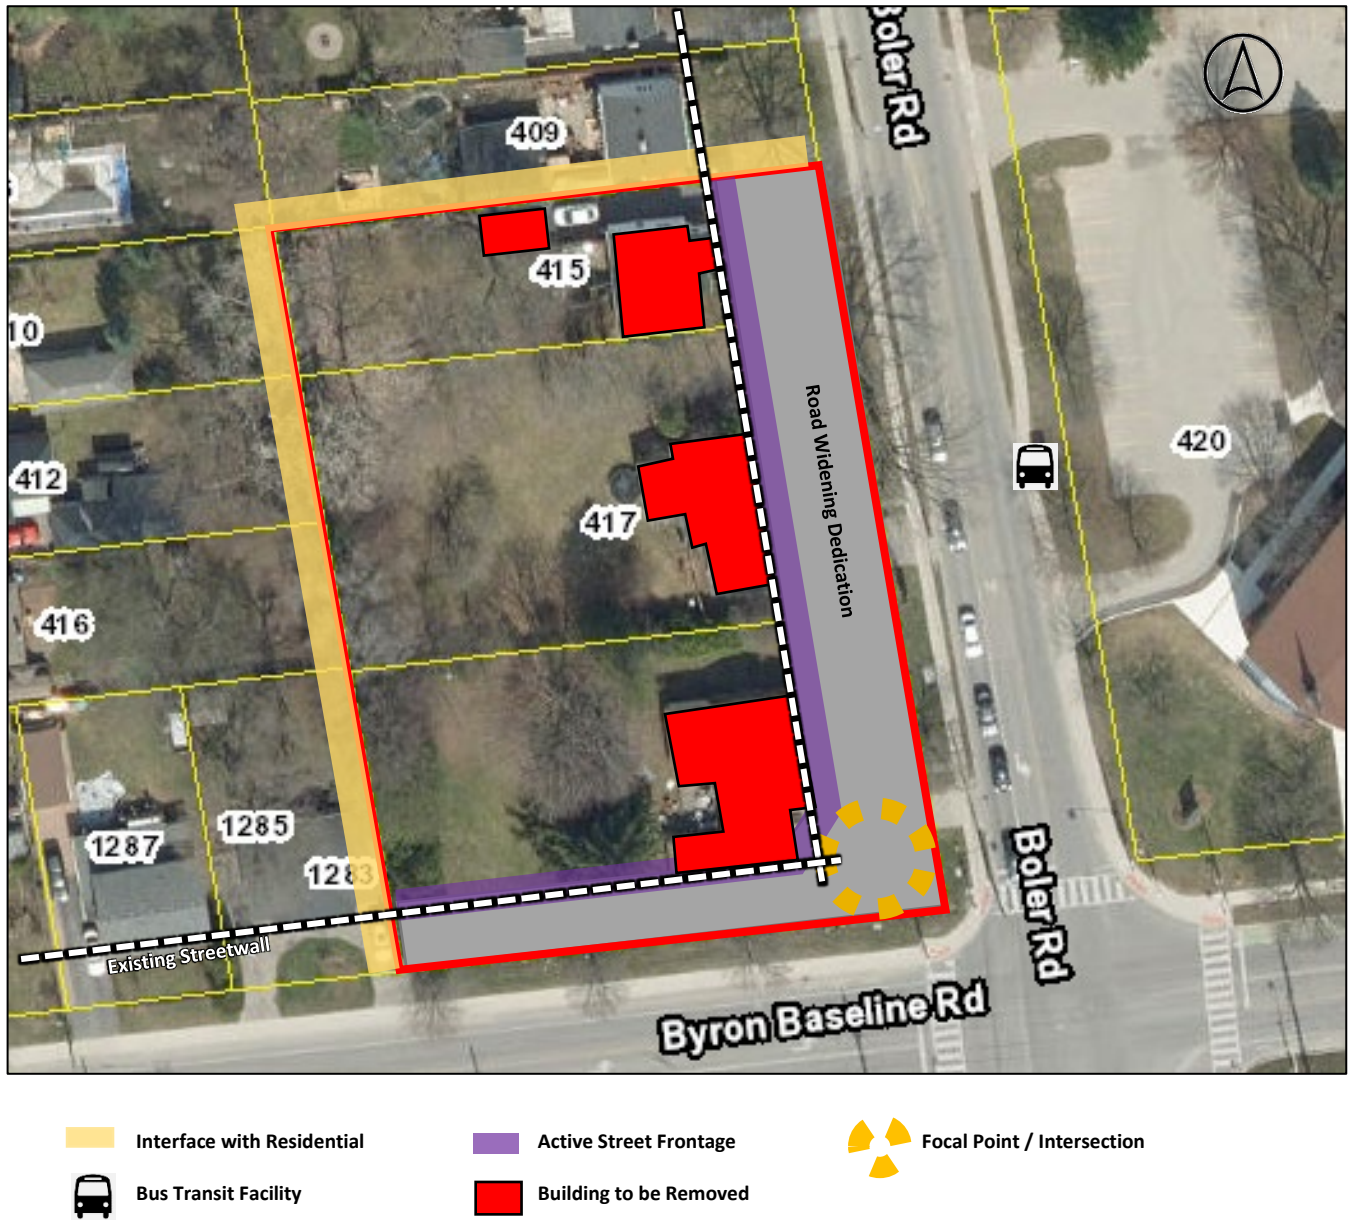 Boler Rd
409
415
10
420
412
417
Road Widening Dedication
416
1285
1287
1283
Existing Streetwall
Boler Rd
Byron Baseline Rd
Interface with Residential
Active Street Frontage
Focal Point / Intersection
Bus Transit Facility
Building to be Removed